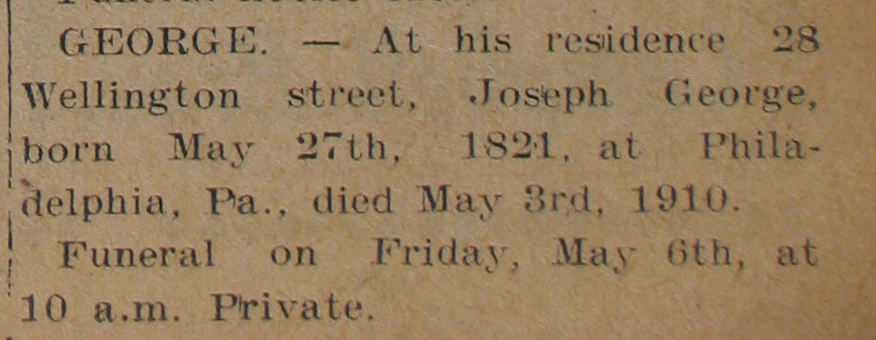 GEORGE. — At his residence 28
Wellington street, Joseph George,
born May 27th, 1821, at Phila-
delphia, Pa., died May 3rd, 1910.
Funeral on Friday, May 6th, at
10 a.m. Private.